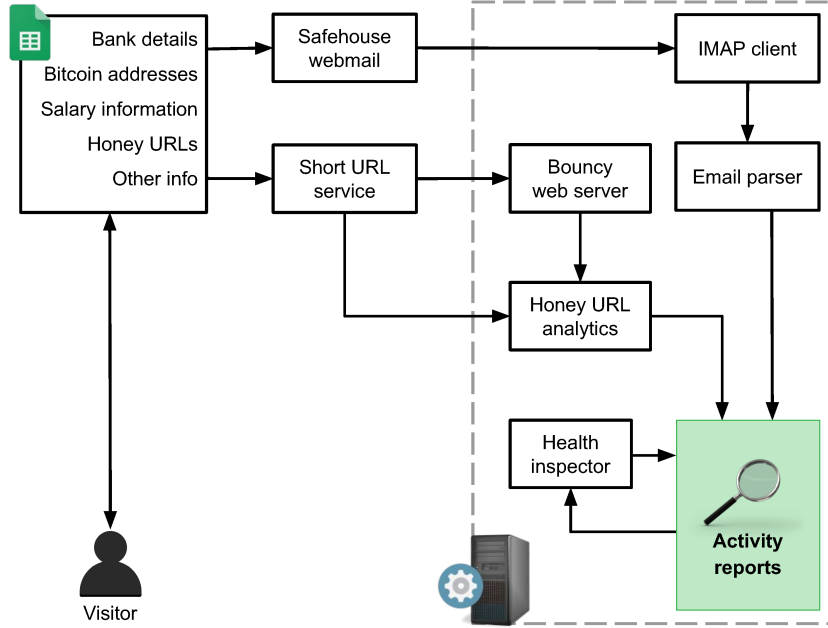 Bank details
Bitcoin addresses
Salary information
Honey URLs
Other info
Safehouse
webmail
IMAP client
Short URL
service
Bouncy
web server
Email parser
Honey URL
analytics
Health
inspector
Activity
reports
Visitor